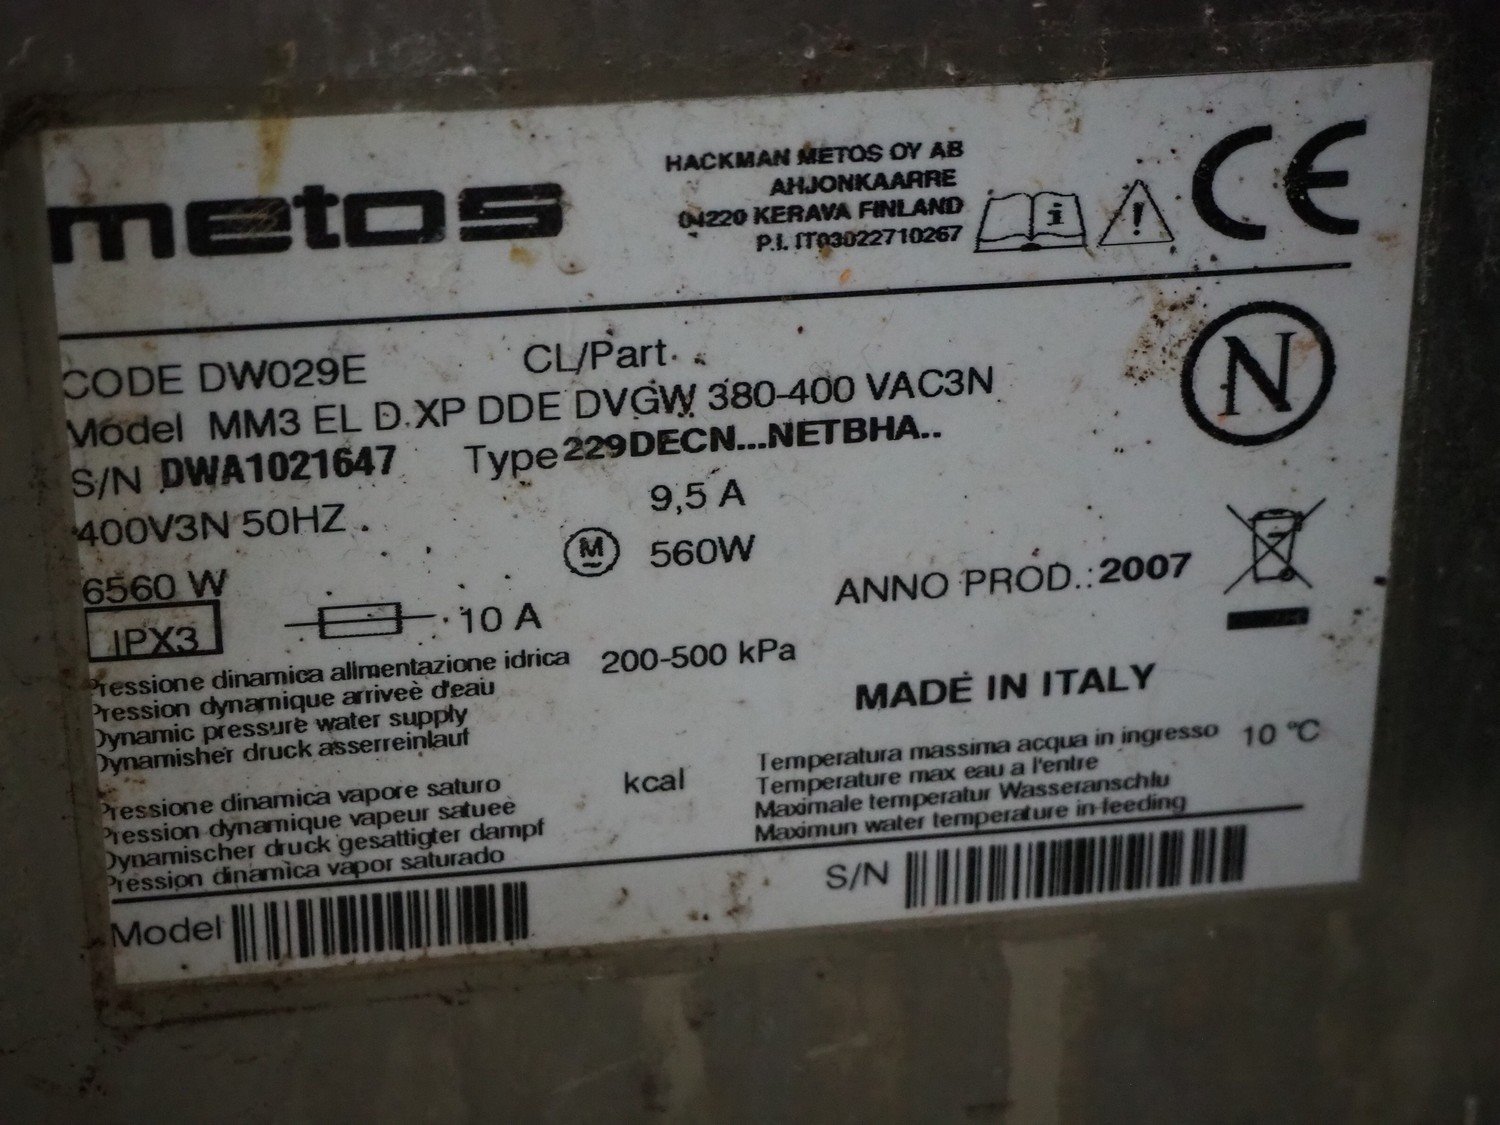 metos
HACKMAN METOS OY AB
AHJONKAARRE
04220 KERAVA FINLAND
P.I. IT03022710267
CE
CODE DW029E CL/Part.
Model MM3 EL D.XP DDE DVGW 380-400 VAC3N
N
S/N DWA1021647 Type 229DECN...NETBHA..
400V3N 50HZ 9,5 A
M 560W
6560 W
ANNO PROD.: 2007
IPX3 10 A
Pressione dinamica alimentazione idrica 200-500 kPa
Pression dynamique arriveè d'eau
Dynamic pressure water supply
Dynamisher druck asserreinlauf
MADE IN ITALY
Pressione dinamica vapore saturo kcal
Pression dynamique vapeur satueè
Dynamischer druck gesattigter dampf
Pression dinamica vapor saturado
Temperatura massima acqua in ingresso 10 °C
Temperature max eau a l'entre
Maximale temperatur Wasseranschlu
Maximun water temperature in-feeding
Model
S/N